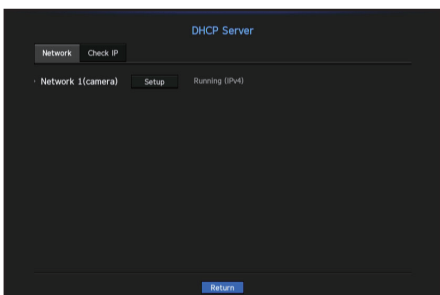 DHCP Server
Network Check IP
· Network 1(camera) Setup Running (IPv4)
Return